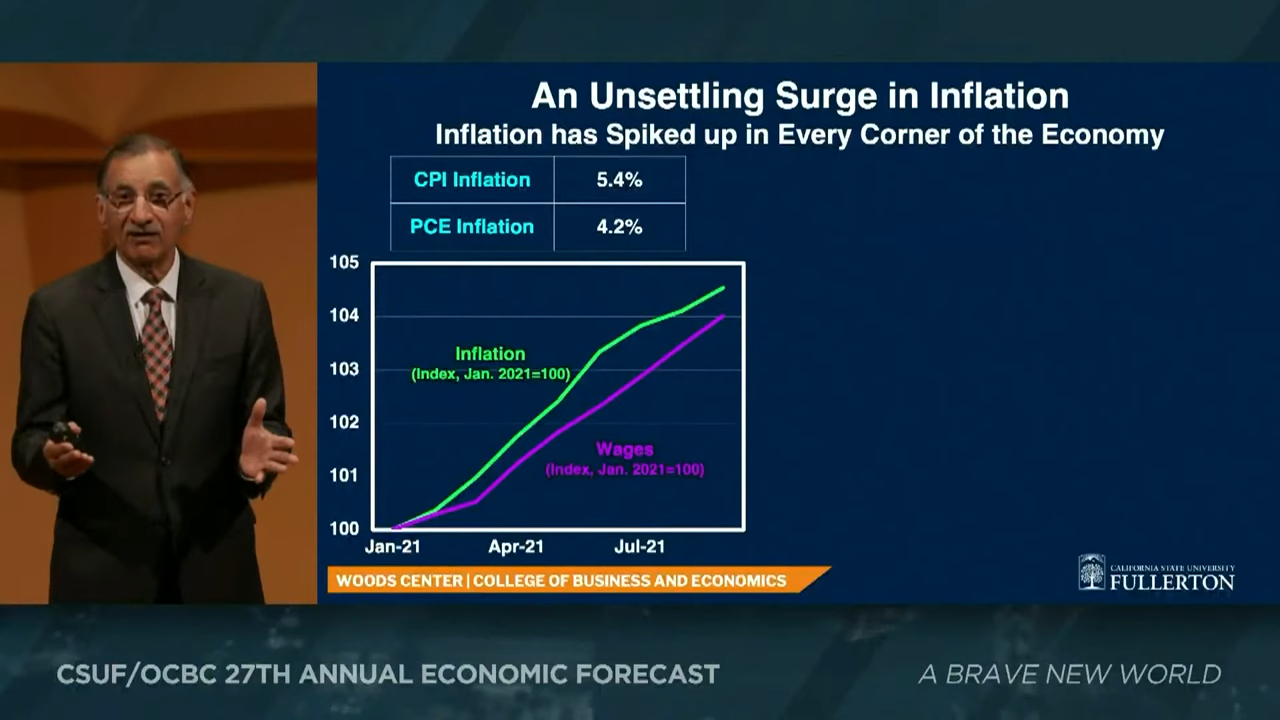 An Unsettling Surge in Inflation
Inflation has Spiked up in Every Corner of the Economy
CPI Inflation 5.4%
PCE Inflation 4.2%
105
104
103
102
101
100
Inflation
(Index, Jan. 2021=100)
Wages
(Index, Jan. 2021=100)
Jan-21 Apr-21 Jul-21
WOODS CENTER | COLLEGE OF BUSINESS AND ECONOMICS
CALIFORNIA STATE UNIVERSITY
FULLERTON
CSUF/OCBC 27TH ANNUAL ECONOMIC FORECAST
A BRAVE NEW WORLD